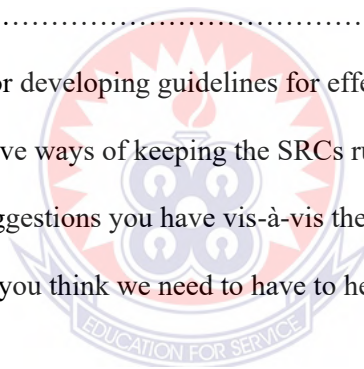 ……………………………………………
or developing guidelines for effe
ve ways of keeping the SRCs ru
ggestions you have vis-à-vis the
you think we need to have to he
EDUCATION FOR SERVICE